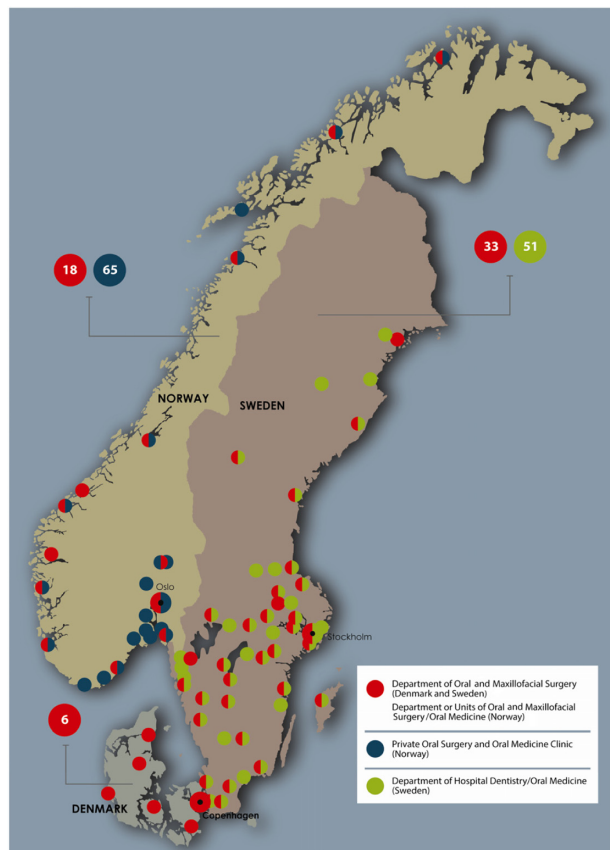 18 65
33 51
NORWAY
SWEDEN
Oslo
Stockholm
6
DENMARK
Copenhagen
Department of Oral and Maxillofacial Surgery
(Denmark and Sweden)
Department or Units of Oral and Maxillofacial
Surgery/Oral Medicine (Norway)
Private Oral Surgery and Oral Medicine Clinic
(Norway)
Department of Hospital Dentistry/Oral Medicine
(Sweden)